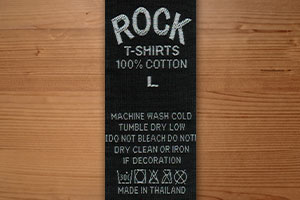 ROCK
T-SHIRTS
100% COTTON
L
MACHINE WASH COLD
TUMBLE DRY LOW
(DO NOT BLEACH DO NOT)
DRY CLEAN OR IRON
IF DECORATION
MADE IN THAILAND